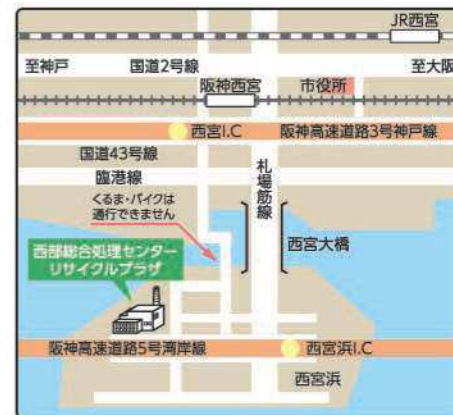 JR西宮
至神戸
国道2号線
至大阪
阪神西宮
市役所
西宮I.C
阪神高速道路3号神戸線
国道43号線
札場筋線
臨港線
くるま・バイクは
通行できません
西宮大橋
西部総合処理センター
リサイクルプラザ
阪神高速道路5号湾岸線
西宮浜I.C
西宮浜